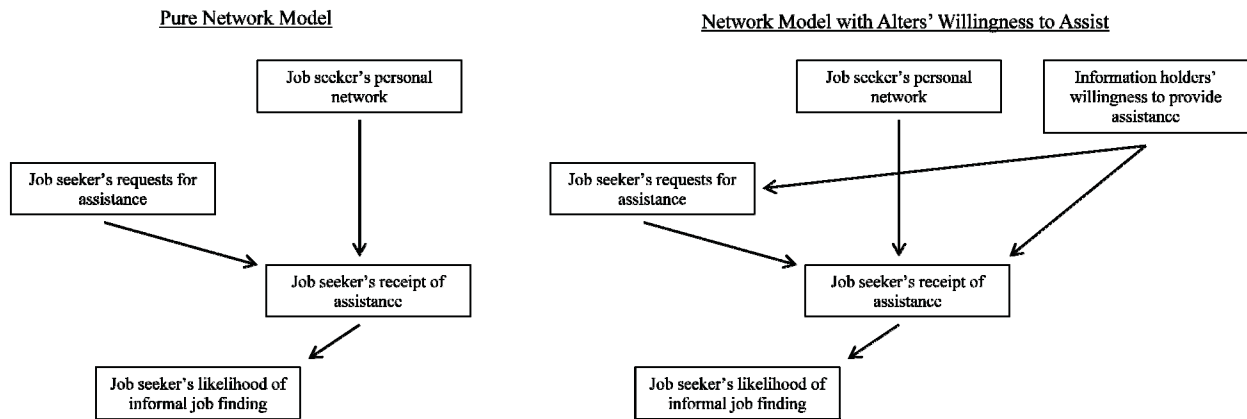 Pure Network Model
Job seeker's personal
network
Job seeker's requests for
assistance
Job seeker's receipt of
assistance
Job seeker's likelihood of
informal job finding
Network Model with Alters' Willingness to Assist
Job seeker's personal
network
Information holders'
willingness to provide
assistance
Job seeker's requests for
assistance
Job seeker's receipt of
assistance
Job seeker's likelihood of
informal job finding